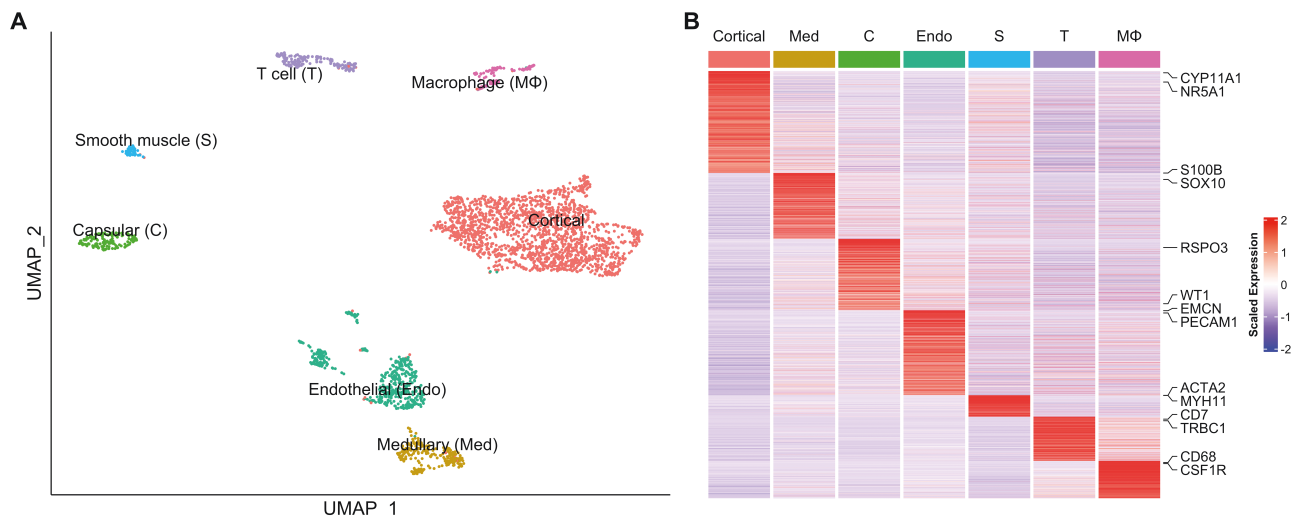 A
T cell (T)
Macrophage (MΦ)
Smooth muscle (S)
Capsular (C)
Cortical
Endothelial (Endo)
Medullary (Med)
UMAP_2
UMAP_1
B
Cortical Med C Endo S T MΦ
CYP11A1
NR5A1
S100B
SOX10
RSPO3
WT1
EMCN
PECAM1
ACTA2
MYH11
CD7
TRBC1
CD68
CSF1R
Scaled Expression
2
1
0
-1
-2